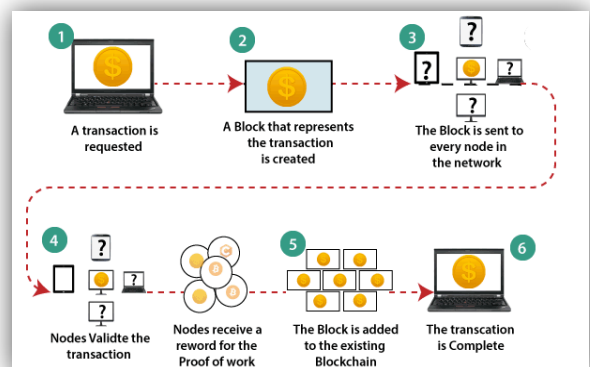 1
A transaction is
requested
2
A Block that represents
the transaction
is created
3
?
?
$
?
?
The Block is sent to
every node in
the network
4
?
?
?
Nodes Validte the
transaction
Nodes receive a
reword for the
Proof of work
5
The Block is added
to the existing
Blockchain
6
The transcation
is Complete